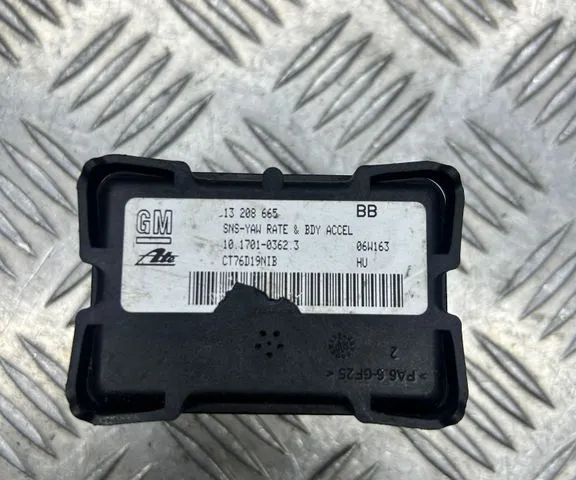 GM
13 208 665 BB
SNS-YAW RATE & BDY ACCEL
10.1701-0362.3 06W163
Ate
CT76D19NIB HU
2
>PA6.6-GF25<